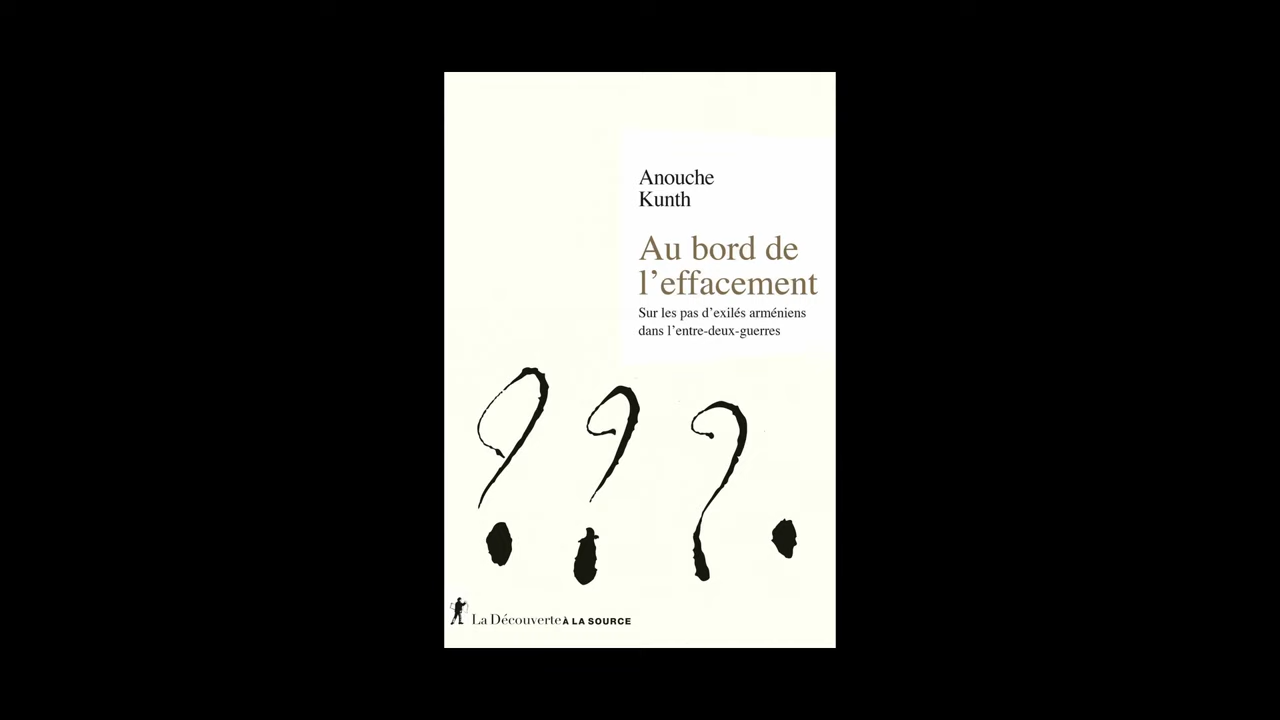 Anouche
Kunth
Au bord de
l’effacement
Sur les pas d’exilés arméniens
dans l’entre-deux-guerres
La Découverte À LA SOURCE